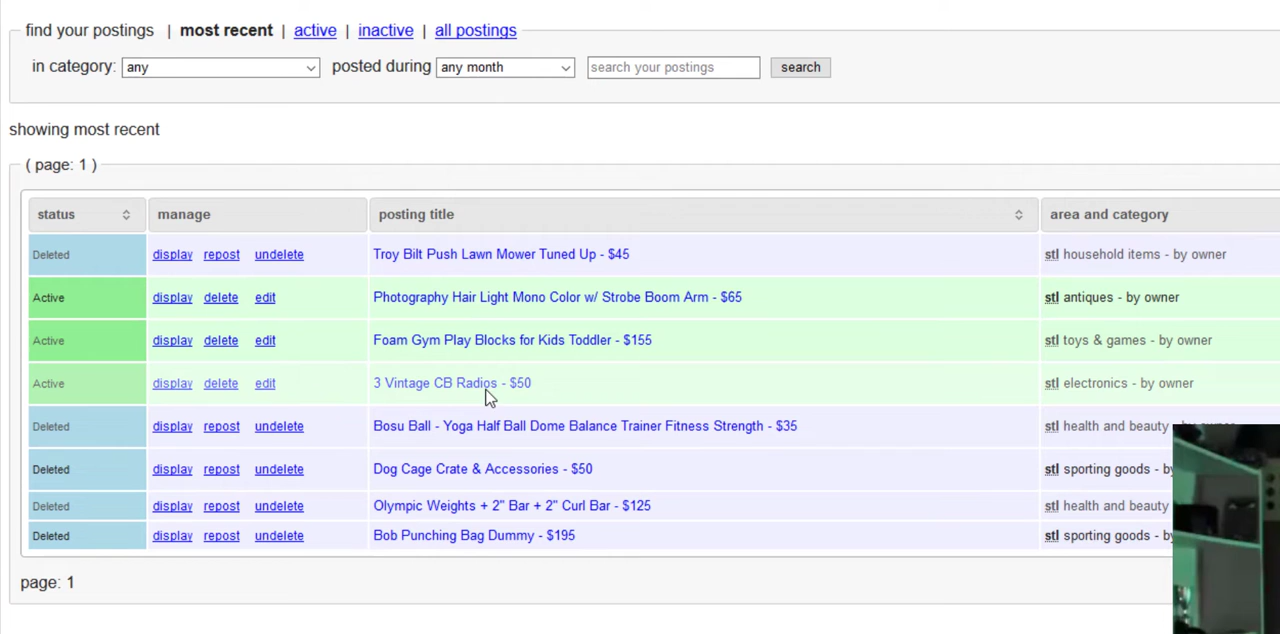 find your postings | most recent | active | inactive | all postings
in category: any posted during any month search your postings search
showing most recent
( page: 1 )
status manage posting title area and category
Deleted display repost undelete Troy Bilt Push Lawn Mower Tuned Up - $45 stl household items - by owner
Active display delete edit Photography Hair Light Mono Color w/ Strobe Boom Arm - $65 stl antiques - by owner
Active display delete edit Foam Gym Play Blocks for Kids Toddler - $155 stl toys & games - by owner
Active display delete edit 3 Vintage CB Radios - $50 stl electronics - by owner
Deleted display repost undelete Bosu Ball - Yoga Half Ball Dome Balance Trainer Fitness Strength - $35 stl health and beauty - by owner
Deleted display repost undelete Dog Cage Crate & Accessories - $50 stl sporting goods - by
Deleted display repost undelete Olympic Weights + 2" Bar + 2" Curl Bar - $125 stl health and beauty
Deleted display repost undelete Bob Punching Bag Dummy - $195 stl sporting goods - by
page: 1